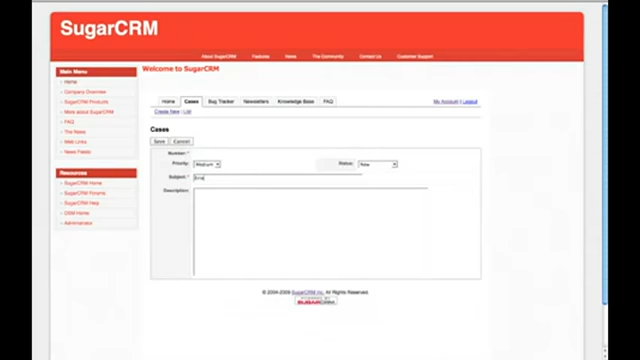 SugarCRM
About SugarCRM Features News The Community Contact Us Customer Support
Main Menu
Home
Company Overview
SugarCRM Products
More about SugarCRM
FAQ
The News
Web Links
News Feeds
Resources
SugarCRM Home
SugarCRM Forums
SugarCRM Help
OSM Home
Administrator
Welcome to SugarCRM
Home Cases Bug Tracker Newsletters Knowledge Base FAQ
My Account | Logout
Create New | List
Cases
Save Cancel
Number: *
Priority: Medium Status: New
Subject: *
Description:
© 2004-2009 SugarCRM Inc. All Rights Reserved.
POWERED BY
SUGARCRM